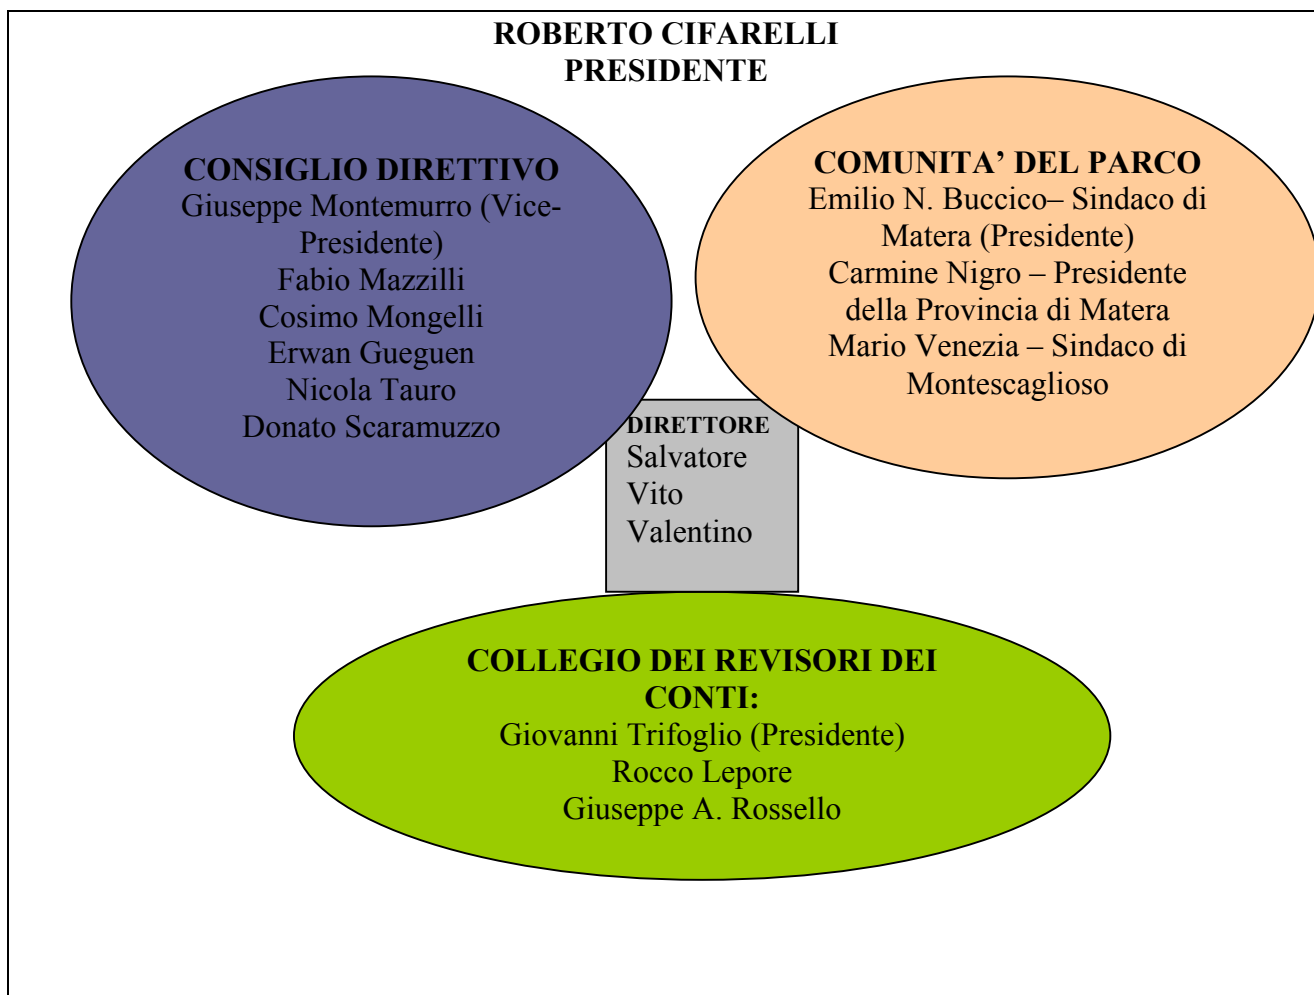 ROBERTO CIFARELLI
PRESIDENTE
CONSIGLIO DIRETTIVO
Giuseppe Montemurro (Vice-
Presidente)
Fabio Mazzilli
Cosimo Mongelli
Erwan Gueguen
Nicola Tauro
Donato Scaramuzzo
COMUNITA’ DEL PARCO
Emilio N. Buccico– Sindaco di
Matera (Presidente)
Carmine Nigro – Presidente
della Provincia di Matera
Mario Venezia – Sindaco di
Montescaglioso
DIRETTORE
Salvatore
Vito
Valentino
COLLEGIO DEI REVISORI DEI
CONTI:
Giovanni Trifoglio (Presidente)
Rocco Lepore
Giuseppe A. Rossello